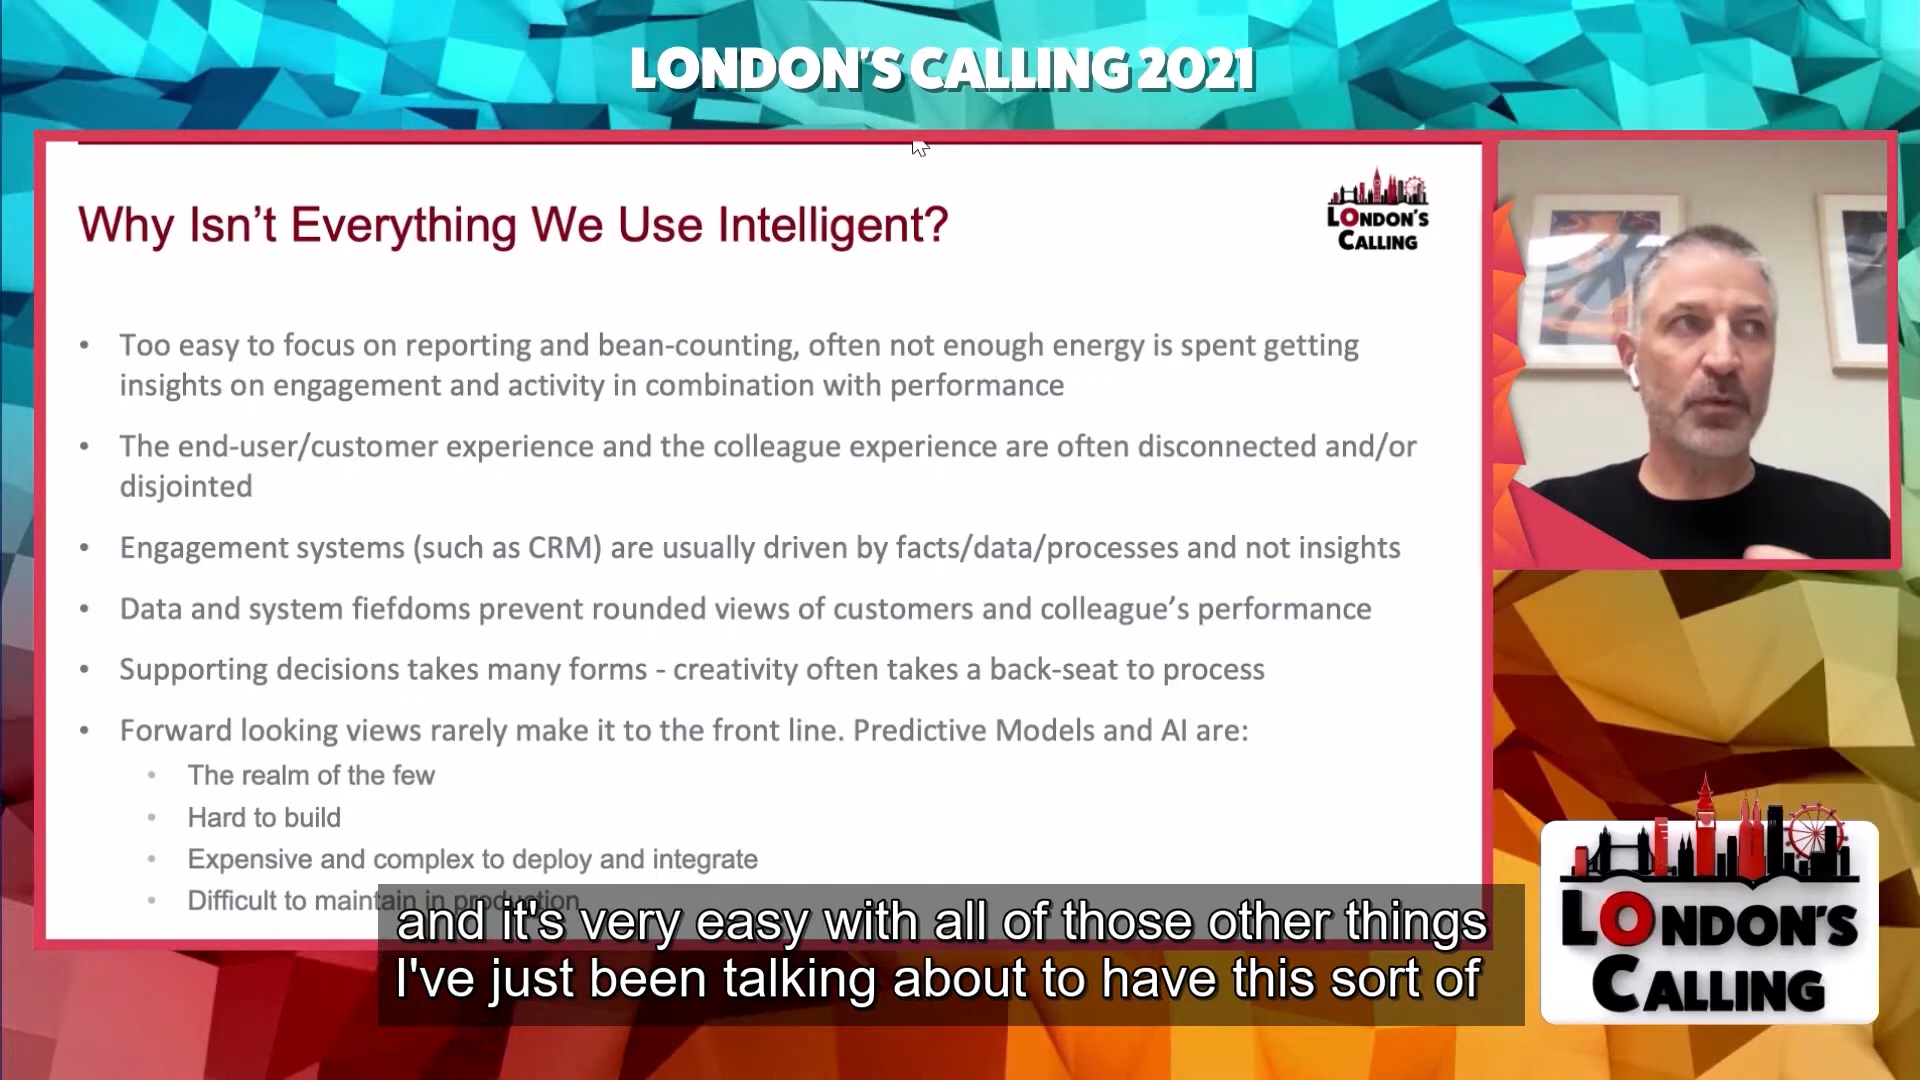 LONDON'S CALLING 2021
Why Isn't Everything We Use Intelligent?
LONDON'S
CALLING
• Too easy to focus on reporting and bean-counting, often not enough energy is spent getting
insights on engagement and activity in combination with performance
• The end-user/customer experience and the colleague experience are often disconnected and/or
disjointed
• Engagement systems (such as CRM) are usually driven by facts/data/processes and not insights
• Data and system fiefdoms prevent rounded views of customers and colleague's performance
• Supporting decisions takes many forms - creativity often takes a back-seat to process
• Forward looking views rarely make it to the front line. Predictive Models and AI are:
• The realm of the few
• Hard to build
• Expensive and complex to deploy and integrate
• Difficult to maintain in production
and it's very easy with all of those other things
I've just been talking about to have this sort of
LONDON'S
CALLING